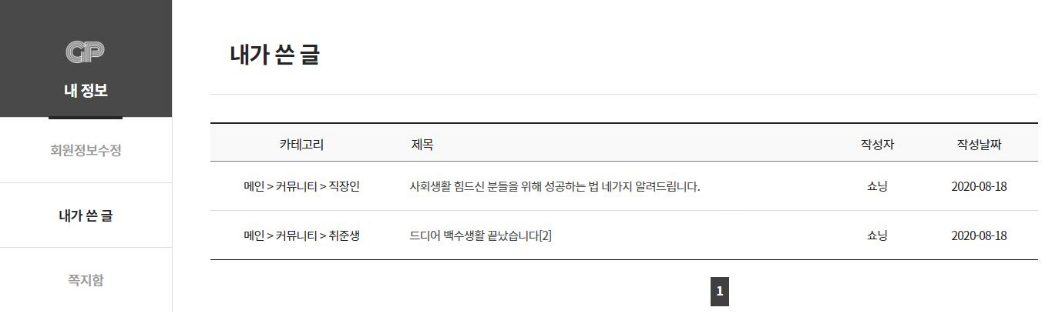 GP
내 정보
회원정보수정
내가 쓴 글
쪽지함
내가 쓴 글
카테고리 제목 작성자 작성날짜
메인 > 커뮤니티 > 직장인 사회생활 힘드신 분들을 위해 성공하는 법 네가지 알려드립니다. 쇼닝 2020-08-18
메인 > 커뮤니티 > 취준생 드디어 백수생활 끝났습니다[2] 쇼닝 2020-08-18
1